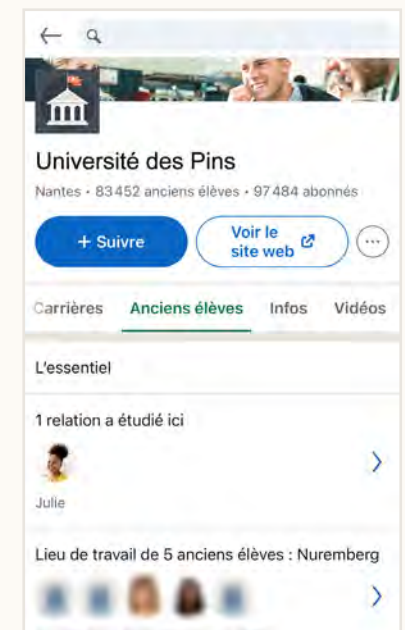 Université des Pins
Nantes • 83 452 anciens élèves • 97 484 abonnés
+ Suivre
Voir le
site web
Carrières Anciens élèves Infos Vidéos
L'essentiel
1 relation a étudié ici
Julie
Lieu de travail de 5 anciens élèves : Nuremberg